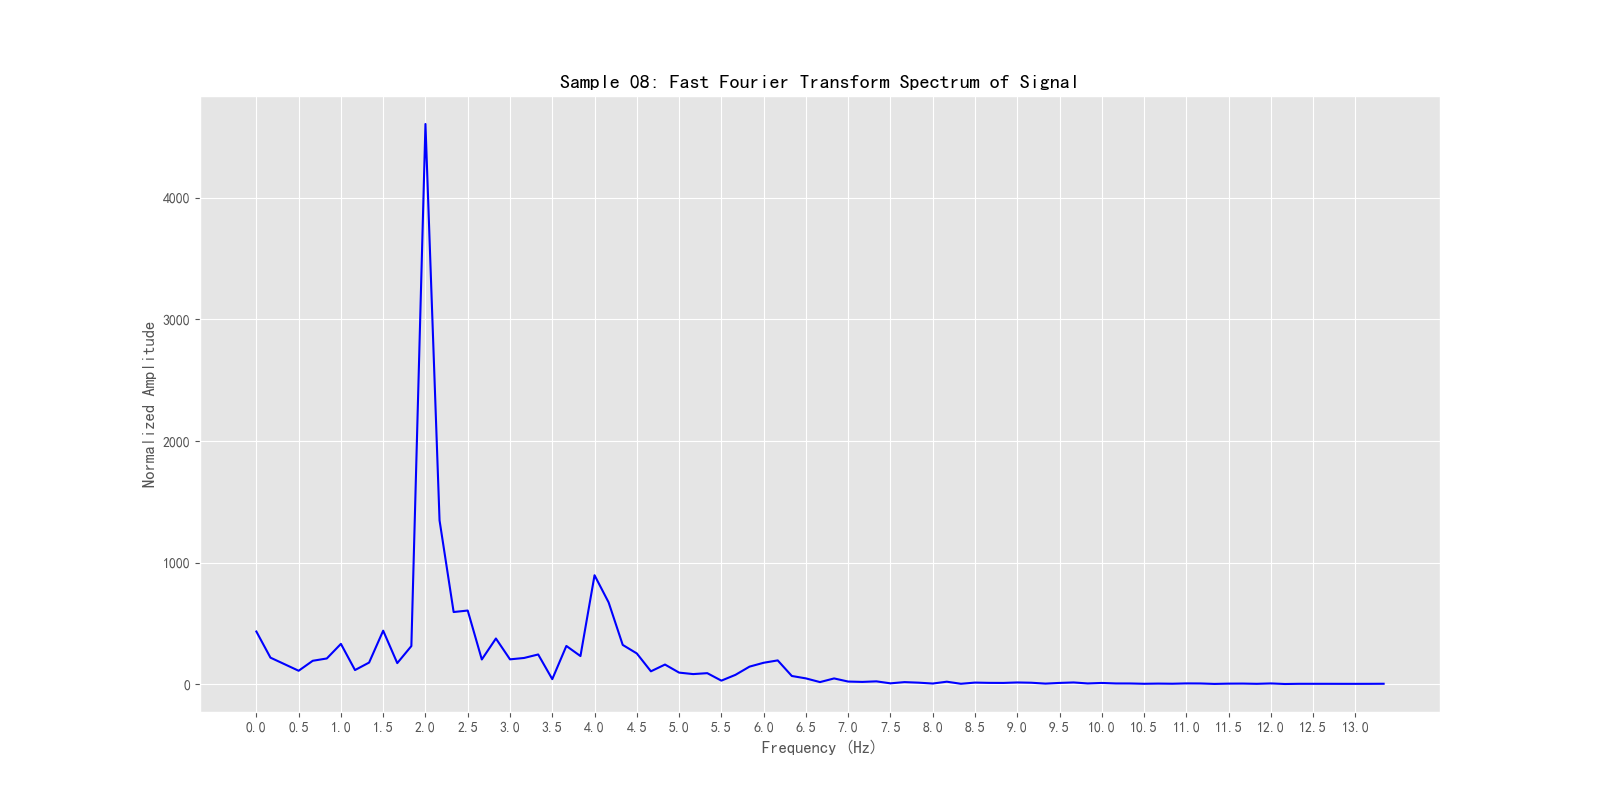 Sample 08: Fast Fourier Transform Spectrum of Signal
Normalized Amplitude
4000
3000
2000
1000
0
0.0 0.5 1.0 1.5 2.0 2.5 3.0 3.5 4.0 4.5 5.0 5.5 6.0 6.5 7.0 7.5 8.0 8.5 9.0 9.5 10.0 10.5 11.0 11.5 12.0 12.5 13.0
Frequency (Hz)